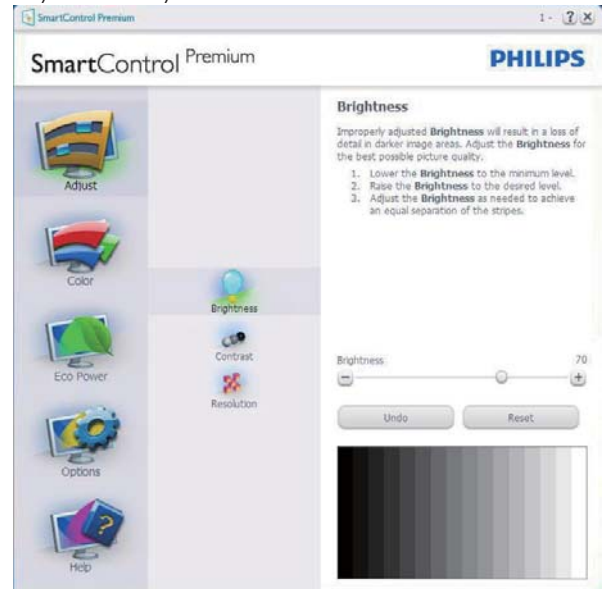 SmartControl Premium
1 -
?
SmartControl Premium
PHILIPS
Adjust
Color
Eco Power
Options
?
Help
Brightness
Contrast
Resolution
Brightness
Improperly adjusted Brightness will result in a loss of
detail in darker image areas. Adjust the Brightness for
the best possible picture quality.
1. Lower the Brightness to the minimum level.
2. Raise the Brightness to the desired level.
3. Adjust the Brightness as needed to achieve
an equal separation of the stripes.
Brightness 70
Undo
Reset